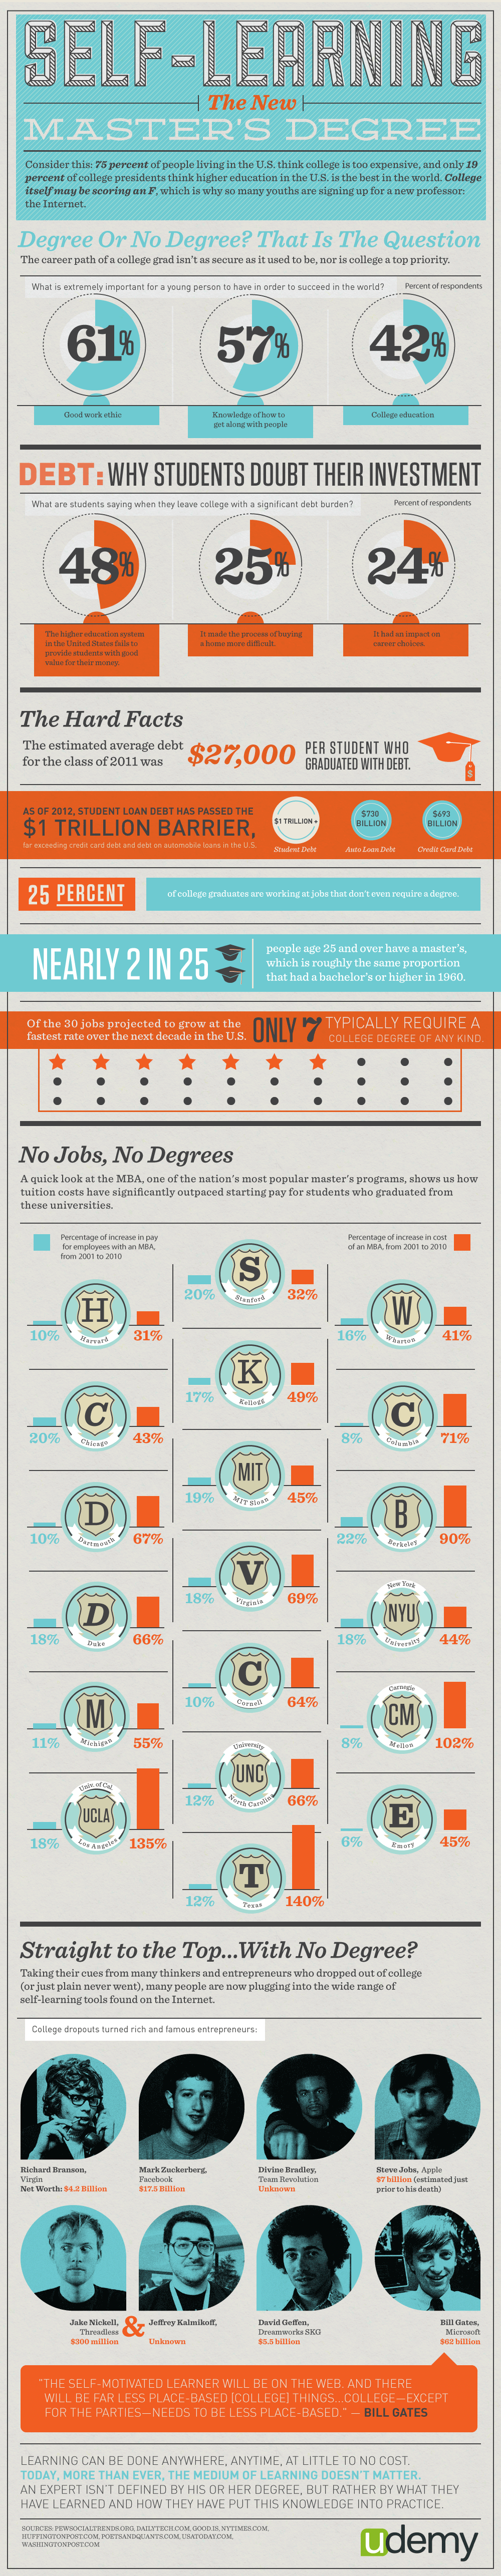 SELF-LEARNING
The New
MASTER'S DEGREE
Consider this: 75 percent of people living in the U.S. think college is too expensive, and only 19
percent of college presidents think higher education in the U.S. is the best in the world. College
itself may be scoring an F, which is why so many youths are signing up for a new professor:
the Internet.
Degree Or No Degree? That Is The Question
The career path of a college grad isn't as secure as it used to be, nor is college a top priority.
What is extremely important for a young person to have in order to succeed in the world?
Percent of respondents
61%
57%
42%
Good work ethic
Knowledge of how to
get along with people
College education
DEBT: WHY STUDENTS DOUBT THEIR INVESTMENT
What are students saying when they leave college with a significant debt burden?
Percent of respondents
48%
25%
24%
The higher education system
in the United States fails to
provide students with good
value for their money.
It made the process of buying
a home more difficult.
It had an impact on
career choices.
The Hard Facts
The estimated average debt
for the class of 2011 was
$27,000
PER STUDENT WHO
GRADUATED WITH DEBT.
$
AS OF 2012, STUDENT LOAN DEBT HAS PASSED THE
$1 TRILLION BARRIER,
far exceeding credit card debt and debt on automobile loans in the U.S.
$1 TRILLION +
Student Debt
$730
BILLION
Auto Loan Debt
$693
BILLION
Credit Card Debt
25 PERCENT
of college graduates are working at jobs that don't even require a degree.
NEARLY 2 IN 25
people age 25 and over have a master's,
which is roughly the same proportion
that had a bachelor's or higher in 1960.
Of the 30 jobs projected to grow at the
fastest rate over the next decade in the U.S.
ONLY 7
TYPICALLY REQUIRE A
COLLEGE DEGREE OF ANY KIND.
No Jobs, No Degrees
A quick look at the MBA, one of the nation's most popular master's programs, shows us how
tuition costs have significantly outpaced starting pay for students who graduated from
these universities.
Percentage of increase in pay
for employees with an MBA,
from 2001 to 2010
Percentage of increase in cost
of an MBA, from 2001 to 2010
S
Stanford
20%
32%
H
Harvard
10%
31%
W
Wharton
16%
41%
K
Kellogg
17%
49%
C
Chicago
20%
43%
C
Columbia
8%
71%
MIT
MIT Sloan
19%
45%
D
Dartmouth
10%
67%
B
Berkeley
22%
90%
V
Virginia
18%
69%
D
Duke
18%
66%
New York
NYU
University
18%
44%
C
Cornell
10%
64%
M
Michigan
11%
55%
Carnegie
CM
Mellon
8%
102%
University
UNC
North Carolina
12%
66%
Univ. of Cal
UCLA
Los Angeles
18%
135%
E
Emory
6%
45%
T
Texas
12%
140%
Straight to the Top...With No Degree?
Taking their cues from many thinkers and entrepreneurs who dropped out of college
(or just plain never went), many people are now plugging into the wide range of
self-learning tools found on the Internet.
College dropouts turned rich and famous entrepreneurs:
Richard Branson,
Virgin
Net Worth: $4.2 Billion
Mark Zuckerberg,
Facebook
$17.5 Billion
Divine Bradley,
Team Revolution
Unknown
Steve Jobs, Apple
$7 billion (estimated just
prior to his death)
Jake Nickell,
Threadless
$300 million
&
Jeffrey Kalmikoff,
Unknown
David Geffen,
Dreamworks SKG
$5.5 billion
Bill Gates,
Microsoft
$62 billion
"THE SELF-MOTIVATED LEARNER WILL BE ON THE WEB. AND THERE
WILL BE FAR LESS PLACE-BASED [COLLEGE] THINGS...COLLEGE—EXCEPT
FOR THE PARTIES—NEEDS TO BE LESS PLACE-BASED." — BILL GATES
LEARNING CAN BE DONE ANYWHERE, ANYTIME, AT LITTLE TO NO COST.
TODAY, MORE THAN EVER, THE MEDIUM OF LEARNING DOESN'T MATTER.
AN EXPERT ISN'T DEFINED BY HIS OR HER DEGREE, BUT RATHER BY WHAT THEY
HAVE LEARNED AND HOW THEY HAVE PUT THIS KNOWLEDGE INTO PRACTICE.
SOURCES: PEWSOCIALTRENDS.ORG, DAILYTECH.COM, GOOD.IS, NYTIMES.COM,
HUFFINGTONPOST.COM, POETSANDQUANTS.COM, USATODAY.COM,
WASHINGTONPOST.COM
udemy